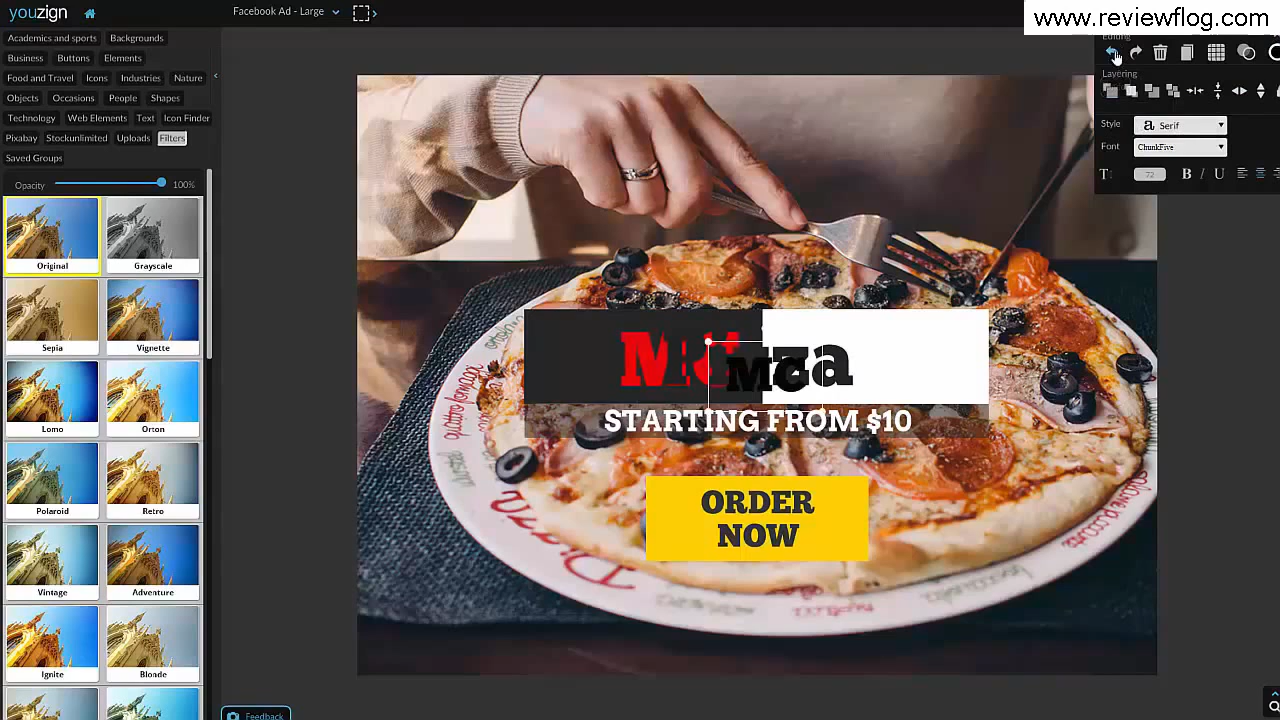 youzign
Facebook Ad - Large
www.reviewflog.com
Academics and sports
Backgrounds
Business
Buttons
Elements
Food and Travel
Icons
Industries
Nature
Objects
Occasions
People
Shapes
Technology
Web Elements
Text
Icon Finder
Pixabay
Stockunlimited
Uploads
Filters
Saved Groups
Opacity
100%
Original
Grayscale
Sepia
Vignette
Lomo
Orton
Polaroid
Retro
Vintage
Adventure
Ignite
Blonde
Editing
Layering
Style
a Serif
Font
ChunkFive
T
72
B I U
MC
STARTING FROM $10
ORDER
NOW
Feedback